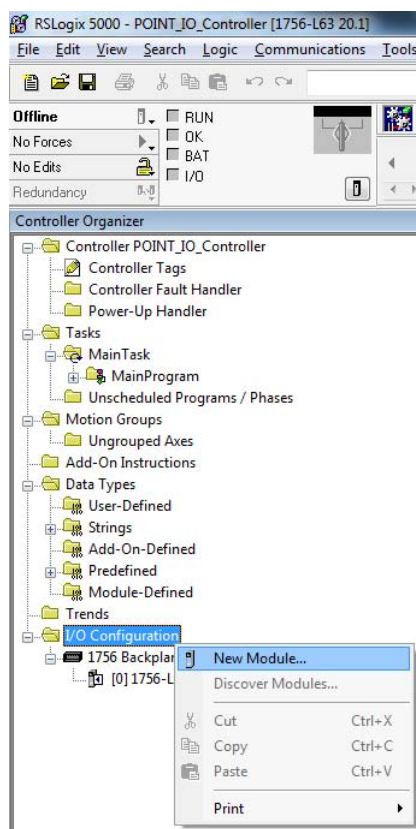 RSLogix 5000 - POINT_IO_Controller [1756-L63 20.1]
File Edit View Search Logic Communications Tools
Offline RUN
No Forces OK
No Edits BAT
Redundancy I/O
Controller Organizer
Controller POINT_IO_Controller
Controller Tags
Controller Fault Handler
Power-Up Handler
Tasks
MainTask
MainProgram
Unscheduled Programs / Phases
Motion Groups
Ungrouped Axes
Add-On Instructions
Data Types
User-Defined
Strings
Add-On-Defined
Predefined
Module-Defined
Trends
I/O Configuration
1756 Backplan
[0] 1756-L
New Module...
Discover Modules...
Cut Ctrl+X
Copy Ctrl+C
Paste Ctrl+V
Print